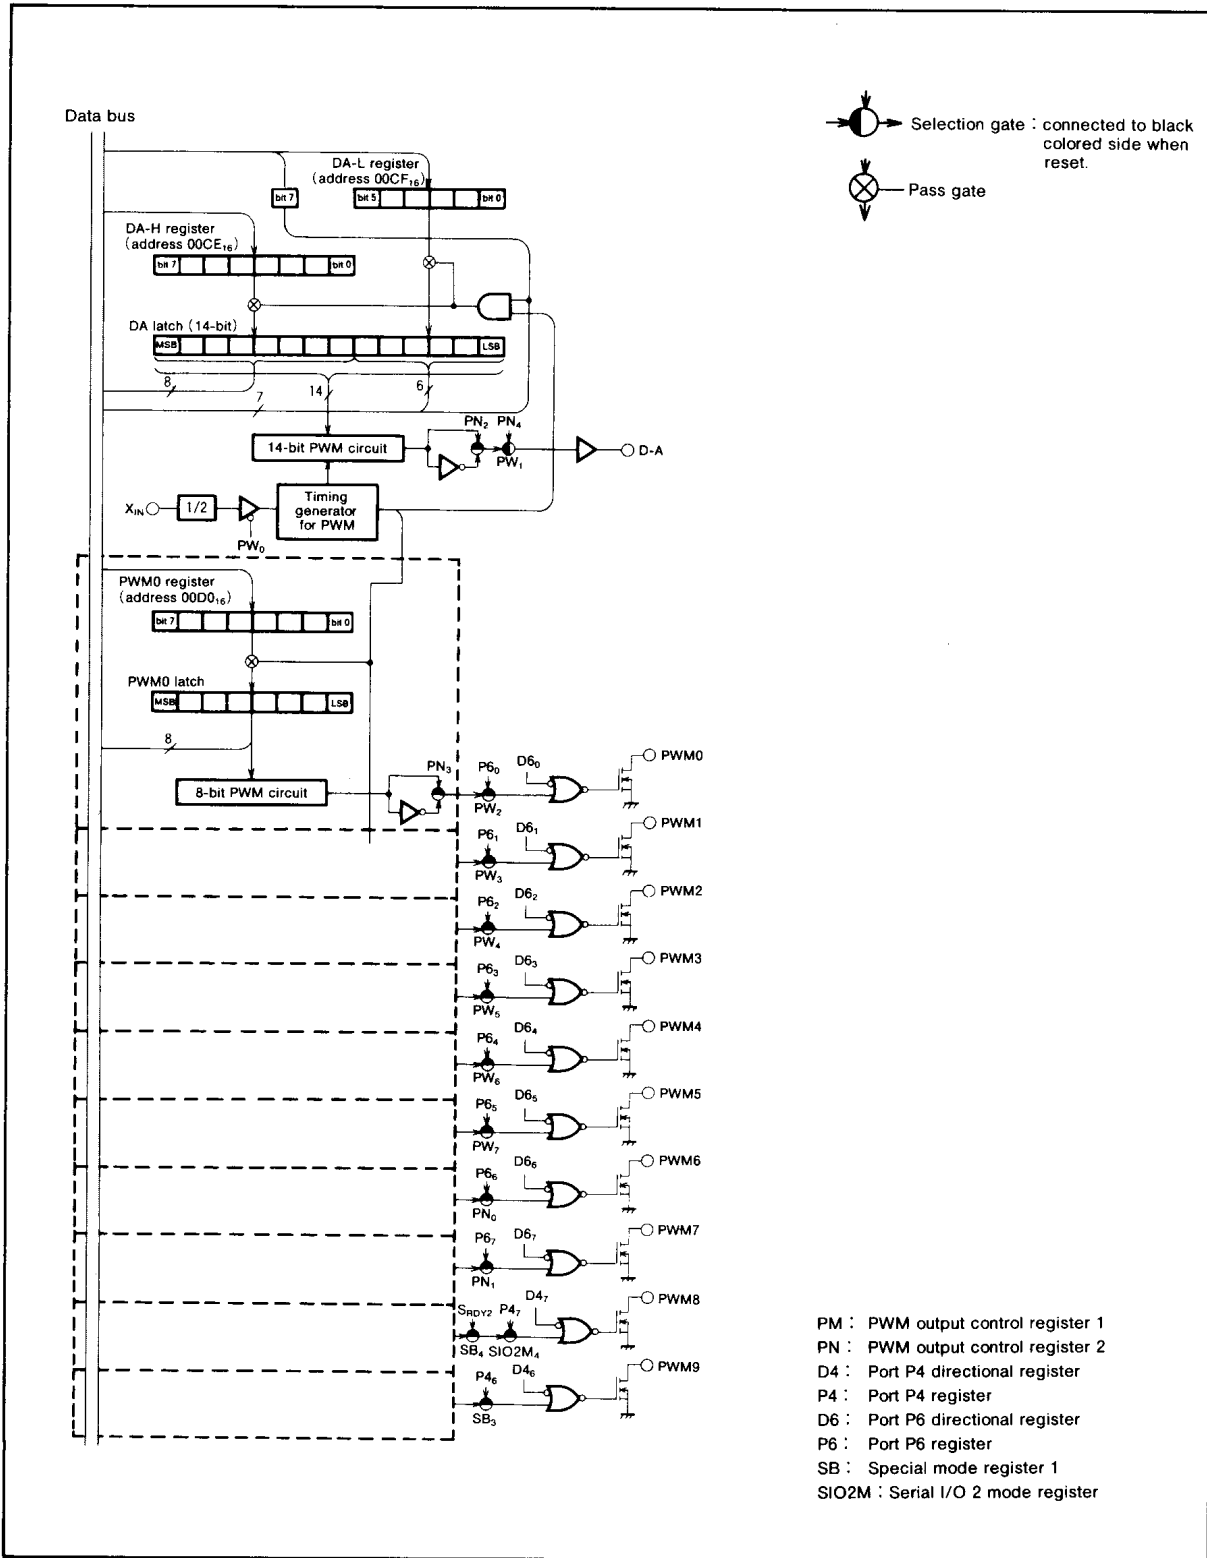 Data bus
Selection gate : connected to black
colored side when
reset.
Pass gate
DA-L register
(address 00CF₁₆)
bit 7
bit 5
bit 0
DA-H register
(address 00CE₁₆)
bit 7
bit 0
DA latch (14-bit)
MSB
LSB
8
7
14
6
14-bit PWM circuit
PN₂
PN₄
PW₁
D-A
X_IN
1/2
PW₀
Timing
generator
for PWM
PWM0 register
(address 00D0₁₆)
bit 7
bit 0
PWM0 latch
MSB
LSB
8
8-bit PWM circuit
PN₃
P6₀
PW₂
D6₀
PWM0
P6₁
PW₃
D6₁
PWM1
P6₂
PW₄
D6₂
PWM2
P6₃
PW₅
D6₃
PWM3
P6₄
PW₆
D6₄
PWM4
P6₅
PW₇
D6₅
PWM5
P6₆
PN₀
D6₆
PWM6
P6₇
PN₁
D6₇
PWM7
S_RDY2
SB₄
P4₇
SIO2M₄
D4₇
PWM8
P4₆
SB₃
D4₆
PWM9
PM : PWM output control register 1
PN : PWM output control register 2
D4 : Port P4 directional register
P4 : Port P4 register
D6 : Port P6 directional register
P6 : Port P6 register
SB : Special mode register 1
SIO2M : Serial I/O 2 mode register